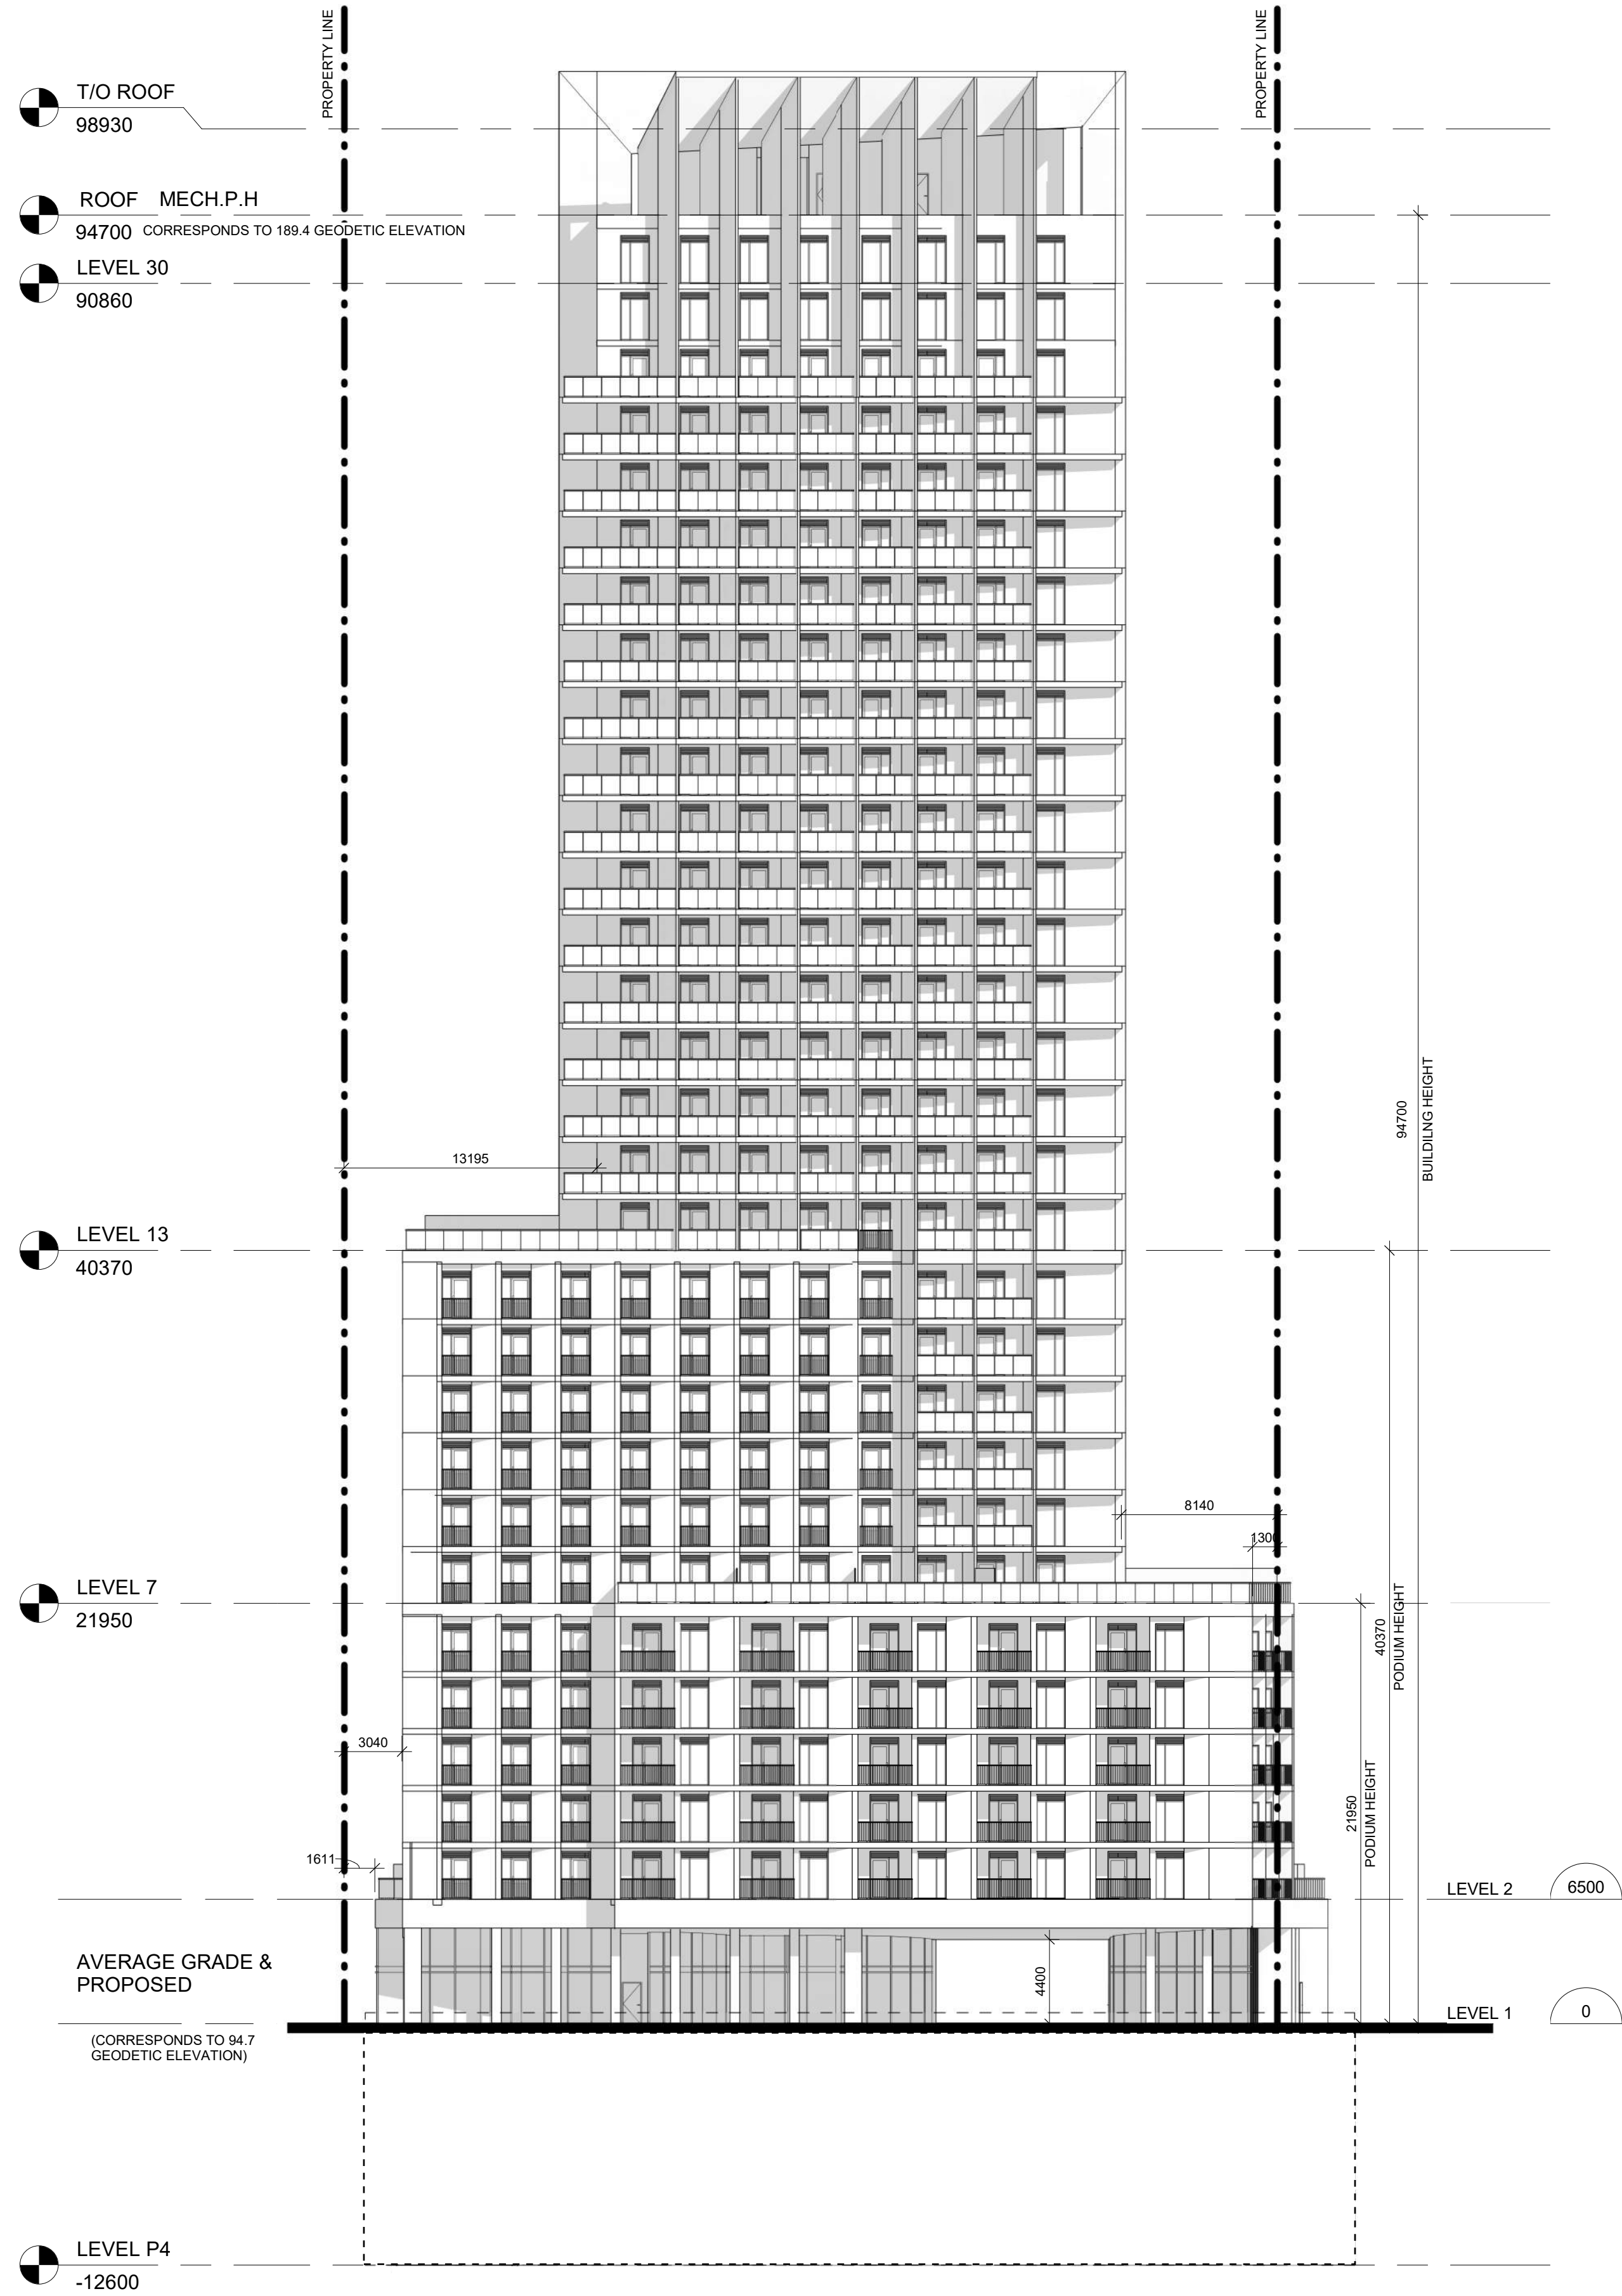 PROPERTY LINE
PROPERTY LINE
T/O ROOF
98930
ROOF MECH.P.H
94700 CORRESPONDS TO 189.4 GEODETIC ELEVATION
LEVEL 30
90860
94700
BUILDILNG HEIGHT
13195
LEVEL 13
40370
8140
1300
LEVEL 7
21950
40370
PODIUM HEIGHT
3040
21950
PODIUM HEIGHT
1611
LEVEL 2 6500
AVERAGE GRADE &
PROPOSED
4400
LEVEL 1 0
(CORRESPONDS TO 94.7
GEODETIC ELEVATION)
LEVEL P4
-12600